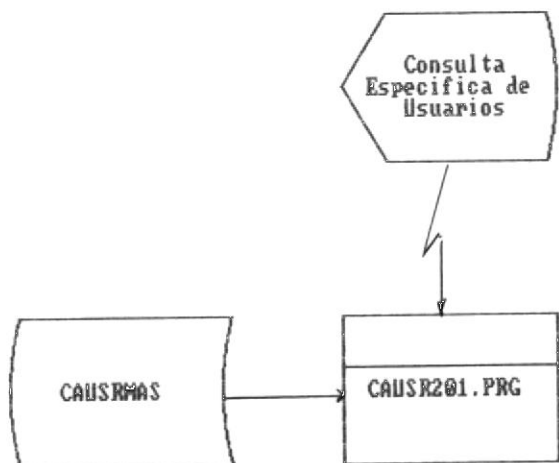 Consulta
Especifica de
Usuarios
CAUSRMAS
CAUSR201.PRG